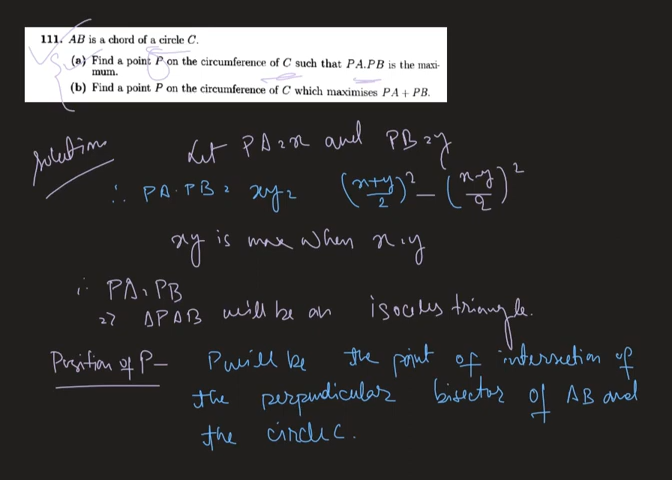 111. AB is a chord of a circle C.
(a) Find a point P on the circumference of C such that PA.PB is the maxi-
mum.
(b) Find a point P on the circumference of C which maximises PA + PB.
Solution
Let PA = x and PB = y
∴ PA·PB = xy = ((x+y)/2)² − ((x−y)/2)²
xy is max when x = y
∴ PA = PB
=> ΔPAB will be an isoceles triangle.
Position of P — P will be the point of intersection of
the perpendicular bisector of AB and
the circle C.